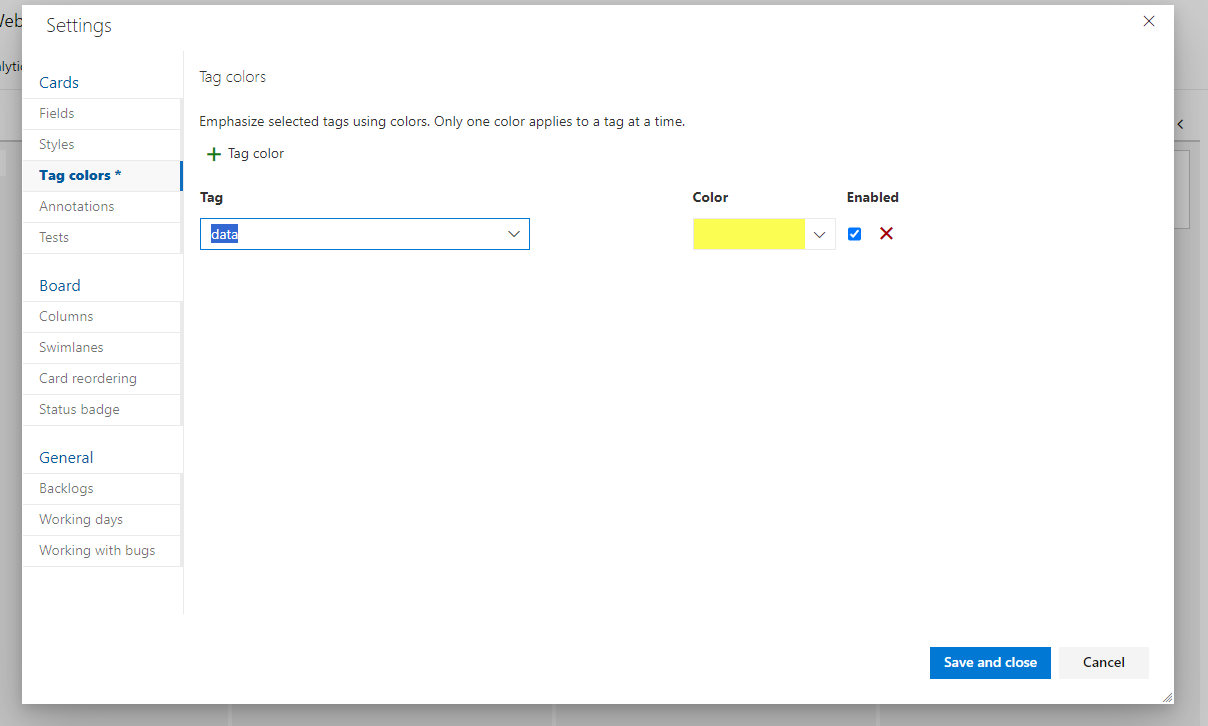 Settings
Cards
Fields
Styles
Tag colors *
Annotations
Tests
Board
Columns
Swimlanes
Card reordering
Status badge
General
Backlogs
Working days
Working with bugs
Tag colors
Emphasize selected tags using colors. Only one color applies to a tag at a time.
Tag color
Tag Color Enabled
data
Save and close Cancel